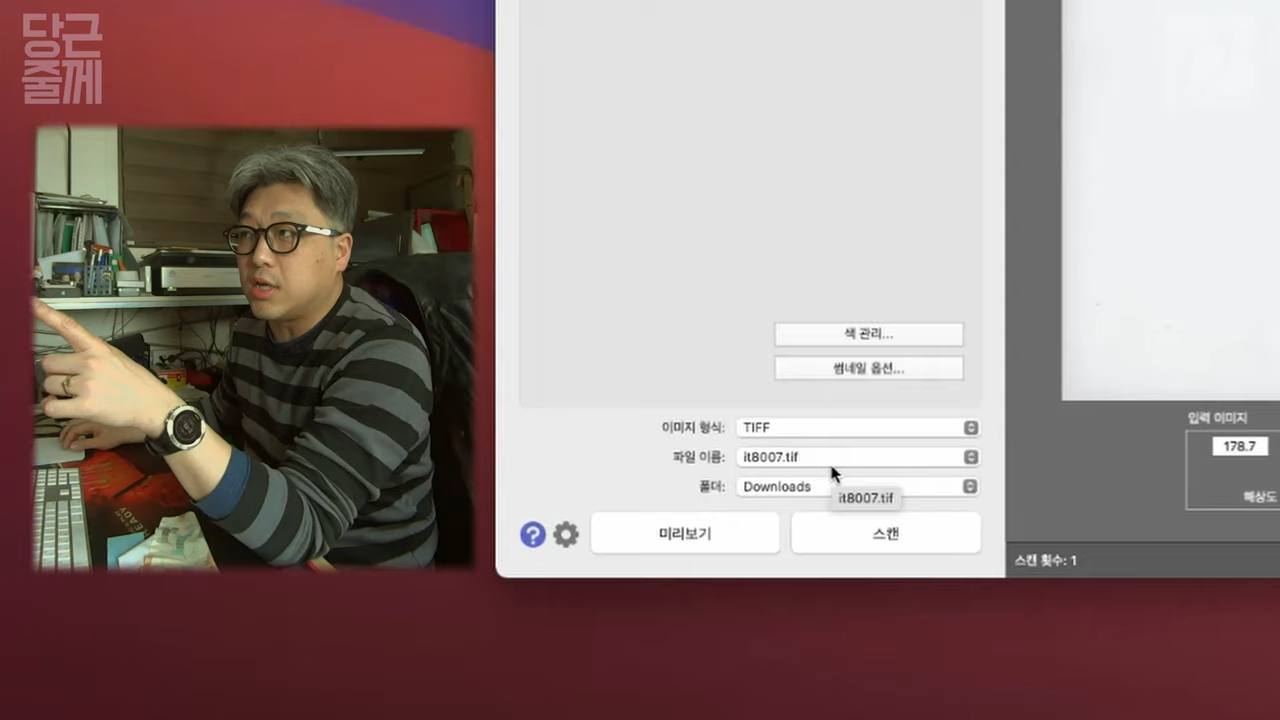 당근
줄께
색 관리...
썸네일 옵션...
이미지 형식: TIFF
파일 이름: it8007.tif
폴더: Downloads
it8007.tif
미리보기
스캔
입력 이미지
178.7
해상도
스캔 횟수: 1
READY